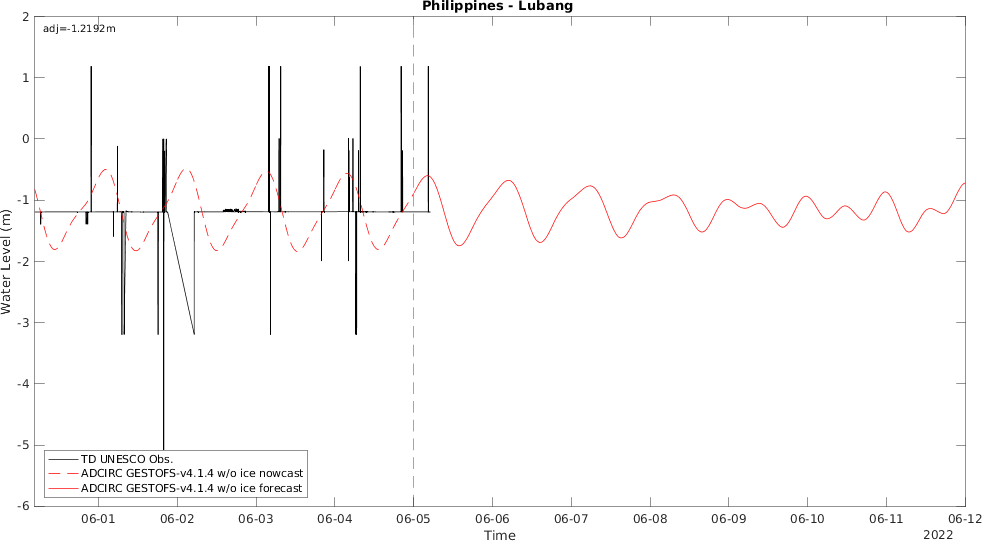 Philippines - Lubang
adj=-1.2192m
2
1
0
-1
-2
-3
-4
-5
-6
Water Level (m)
TD UNESCO Obs.
ADCIRC GESTOFS-v4.1.4 w/o ice nowcast
ADCIRC GESTOFS-v4.1.4 w/o ice forecast
06-01 06-02 06-03 06-04 06-05 06-06 06-07 06-08 06-09 06-10 06-11 06-12
Time
2022